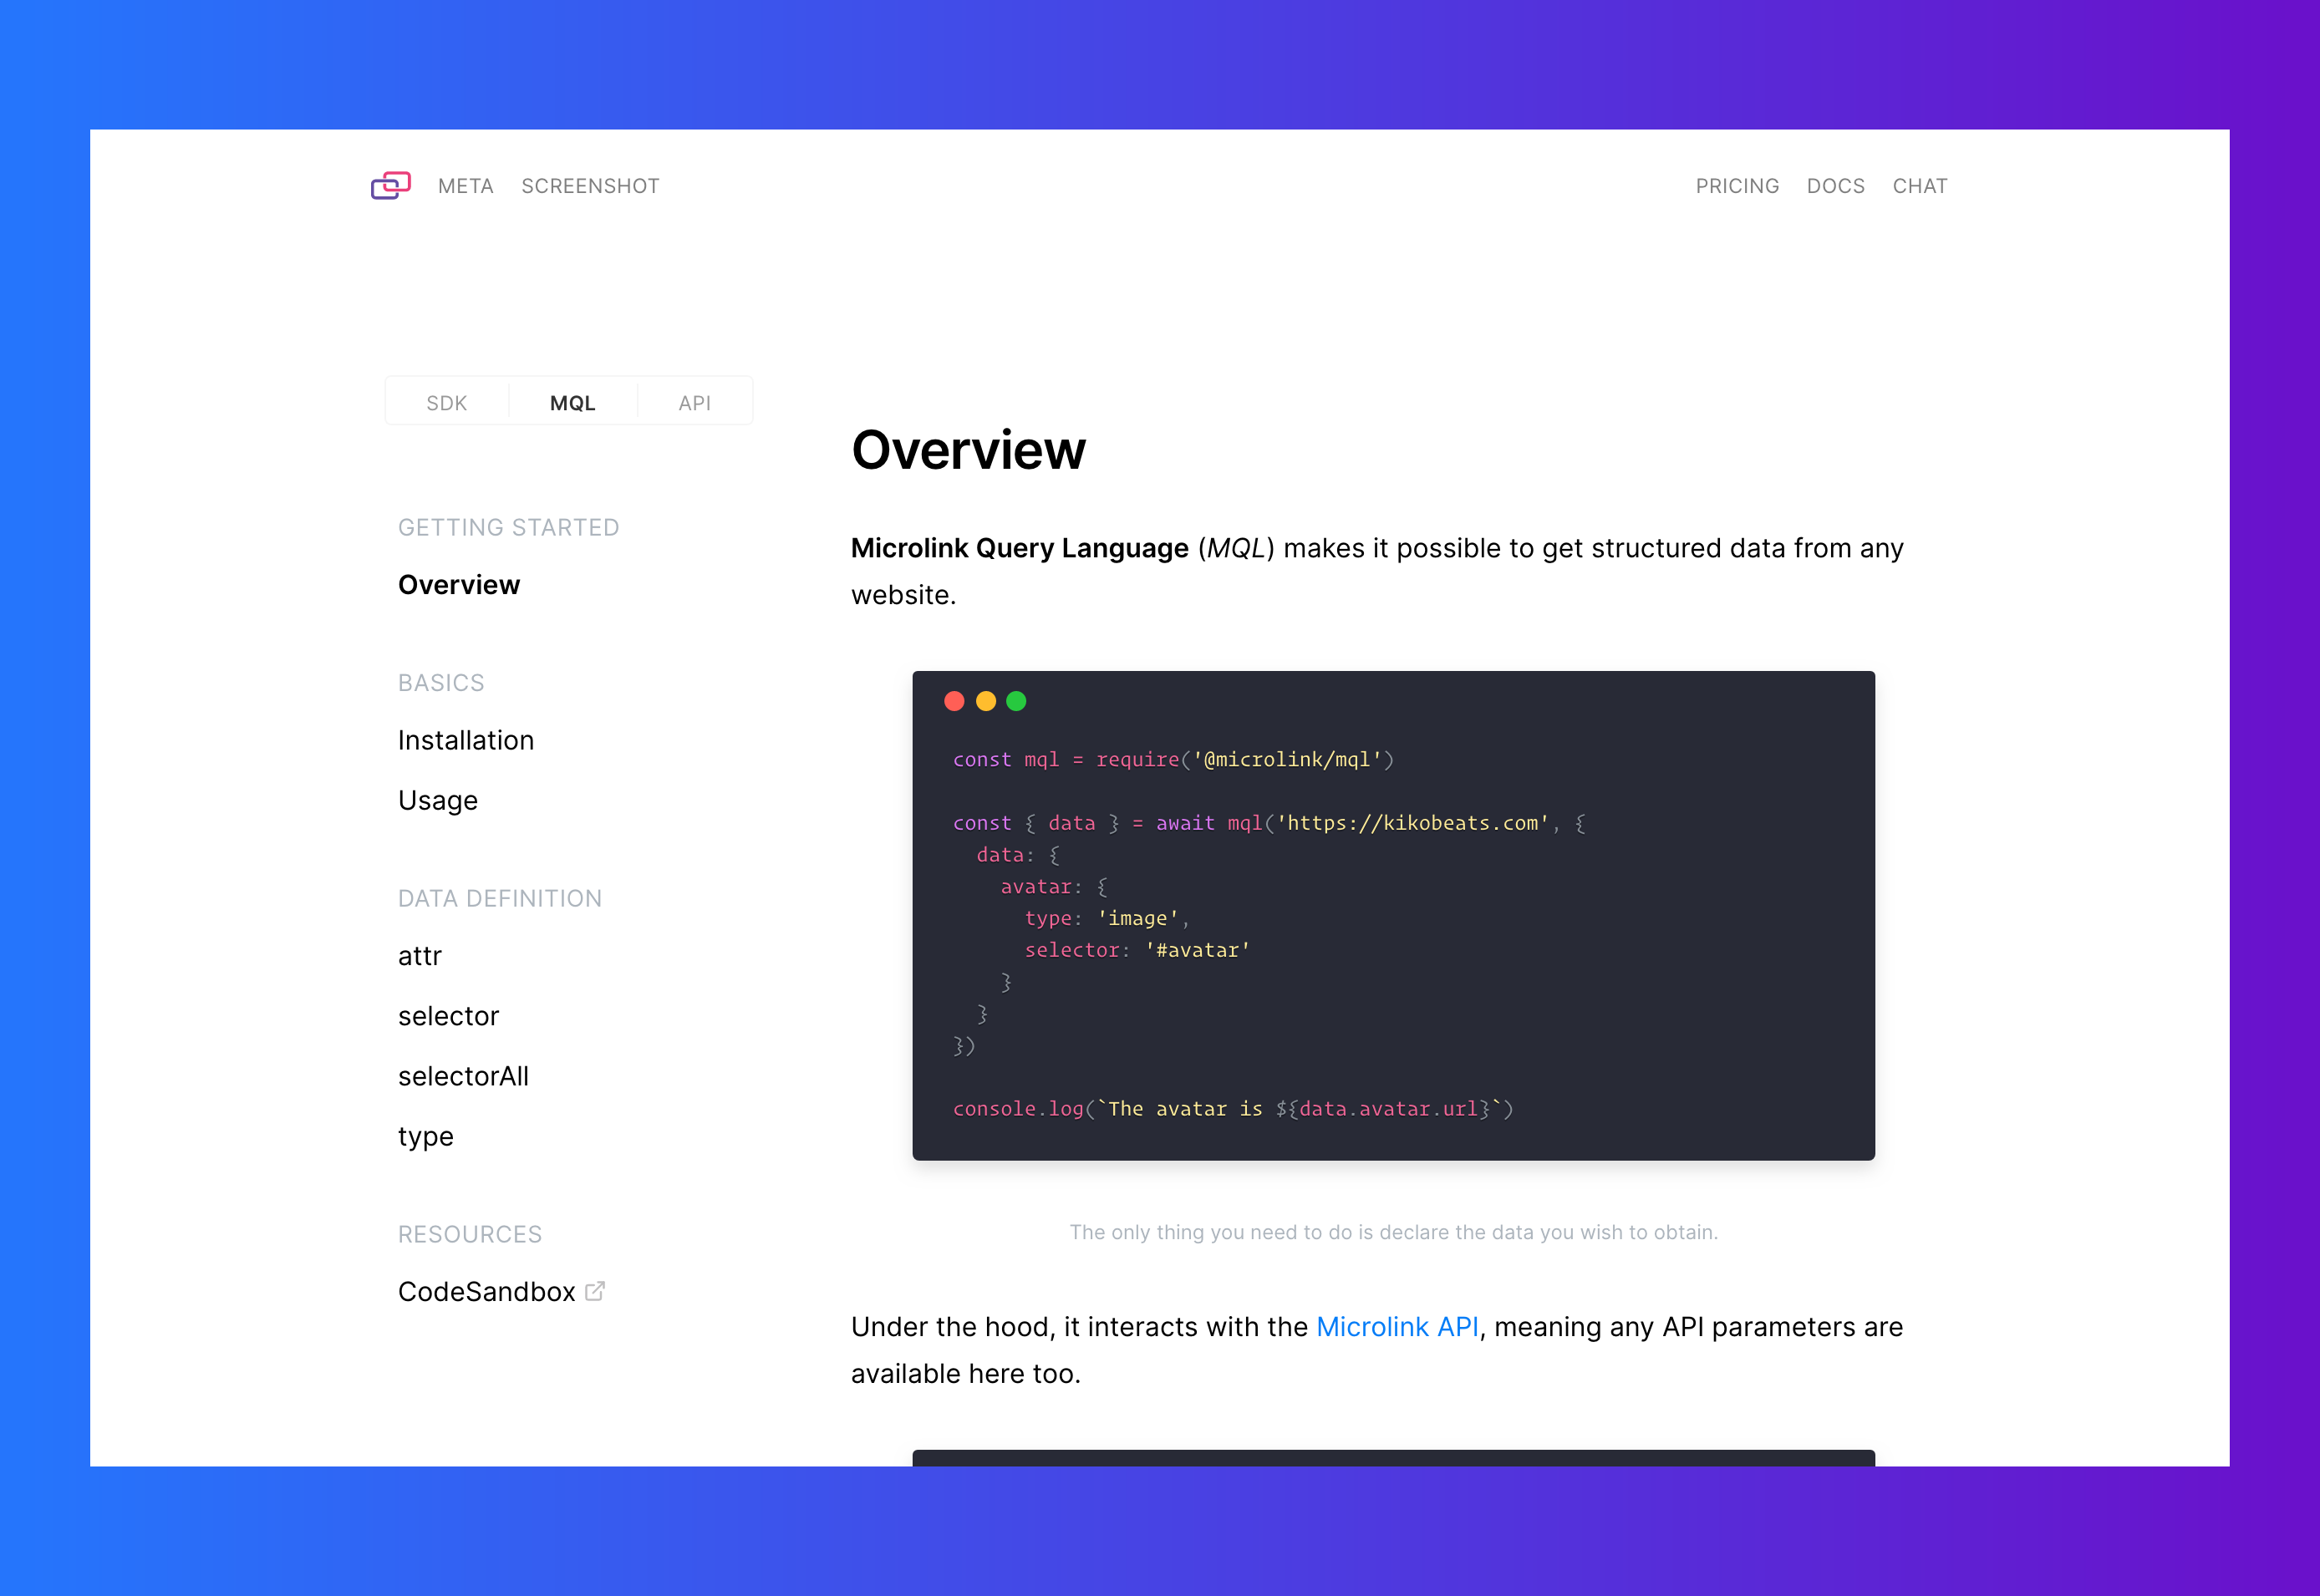 META SCREENSHOT PRICING DOCS CHAT
SDK MQL API
GETTING STARTED
Overview
BASICS
Installation
Usage
DATA DEFINITION
attr
selector
selectorAll
type
RESOURCES
CodeSandbox
Overview
Microlink Query Language (MQL) makes it possible to get structured data from any
website.
const mql = require('@microlink/mql')
const { data } = await mql('https://kikobeats.com', {
  data: {
    avatar: {
      type: 'image',
      selector: '#avatar'
    }
  }
})
console.log(`The avatar is ${data.avatar.url}`)
The only thing you need to do is declare the data you wish to obtain.
Under the hood, it interacts with the Microlink API, meaning any API parameters are
available here too.